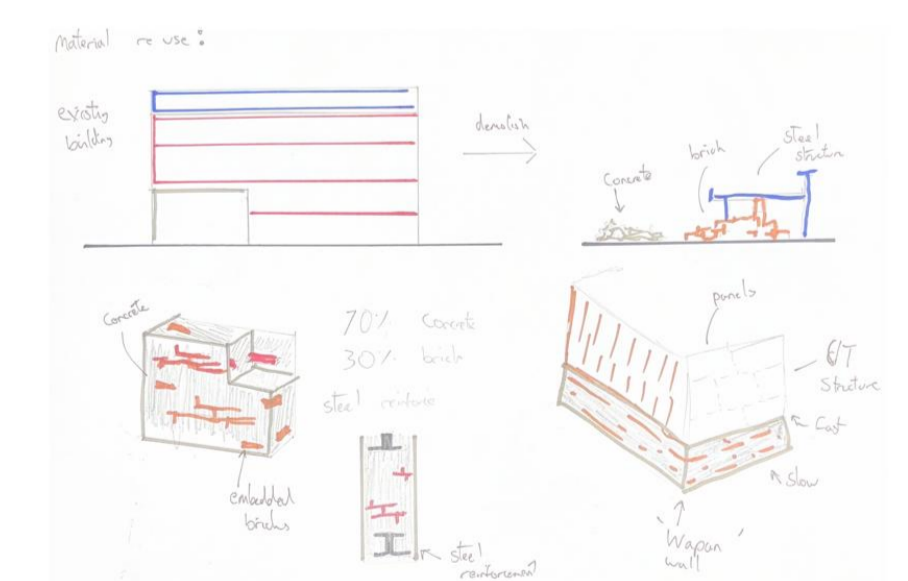 Material re use :
existing
building
demolish
Concrete
brick
steel
structure
Concrete
70% Concrete
30% brick
steel reinforce
embedded
bricks
steel
reinforcement
panels
Structure
slow
'Wapan'
wall